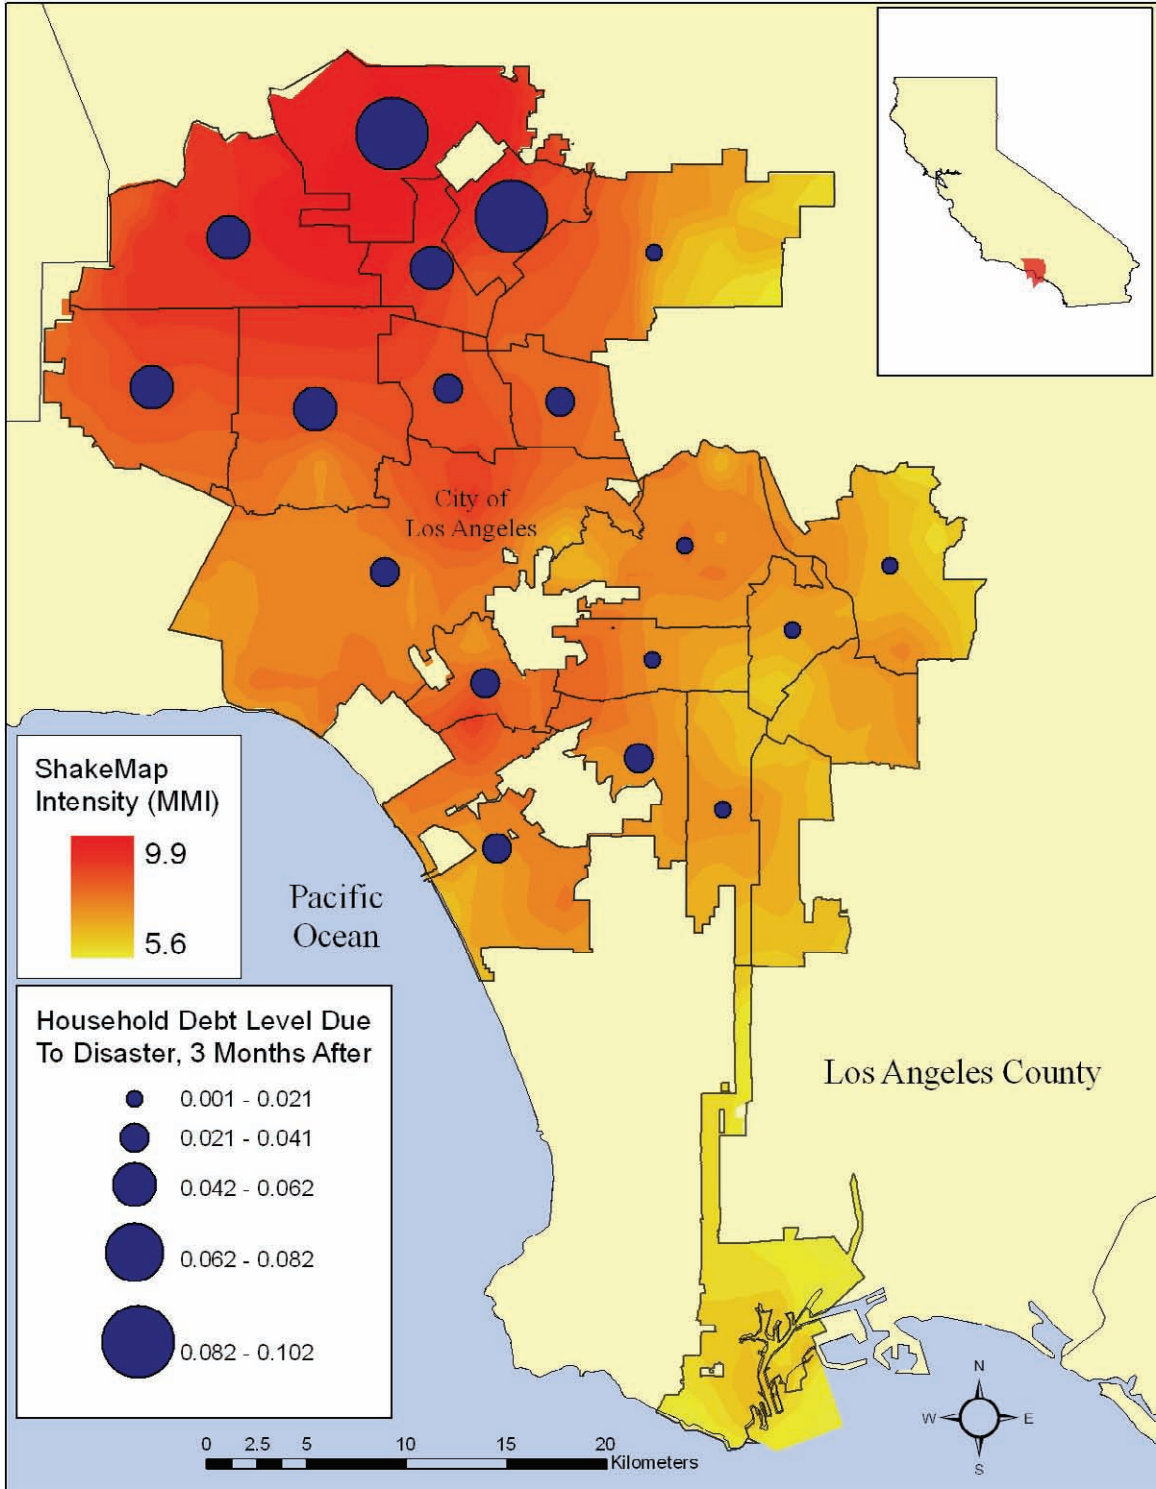 City of
Los Angeles
ShakeMap
Intensity (MMI)
9.9
5.6
Pacific
Ocean
Household Debt Level Due
To Disaster, 3 Months After
0.001 - 0.021
0.021 - 0.041
0.042 - 0.062
0.062 - 0.082
0.082 - 0.102
Los Angeles County
N
W E
S
0 2.5 5 10 15 20
Kilometers